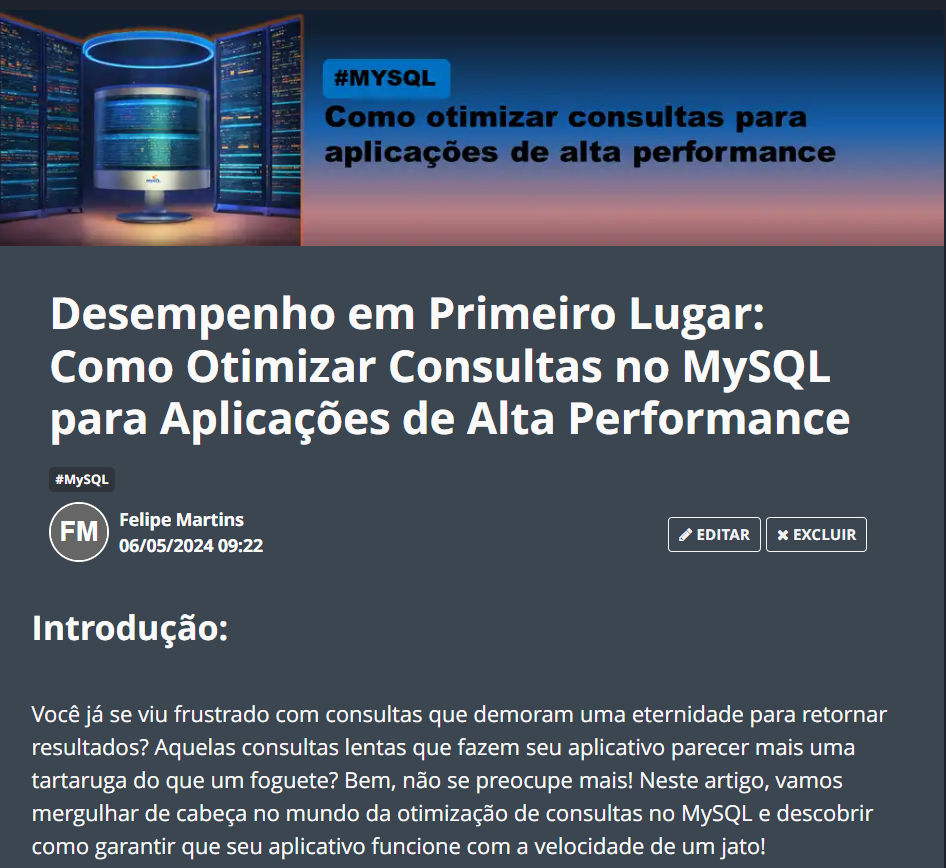 #MYSQL
Como otimizar consultas para
aplicações de alta performance
MySQL
Desempenho em Primeiro Lugar:
Como Otimizar Consultas no MySQL
para Aplicações de Alta Performance
#MySQL
FM
Felipe Martins
06/05/2024 09:22
EDITAR
EXCLUIR
Introdução:
Você já se viu frustrado com consultas que demoram uma eternidade para retornar
resultados? Aquelas consultas lentas que fazem seu aplicativo parecer mais uma
tartaruga do que um foguete? Bem, não se preocupe mais! Neste artigo, vamos
mergulhar de cabeça no mundo da otimização de consultas no MySQL e descobrir
como garantir que seu aplicativo funcione com a velocidade de um jato!